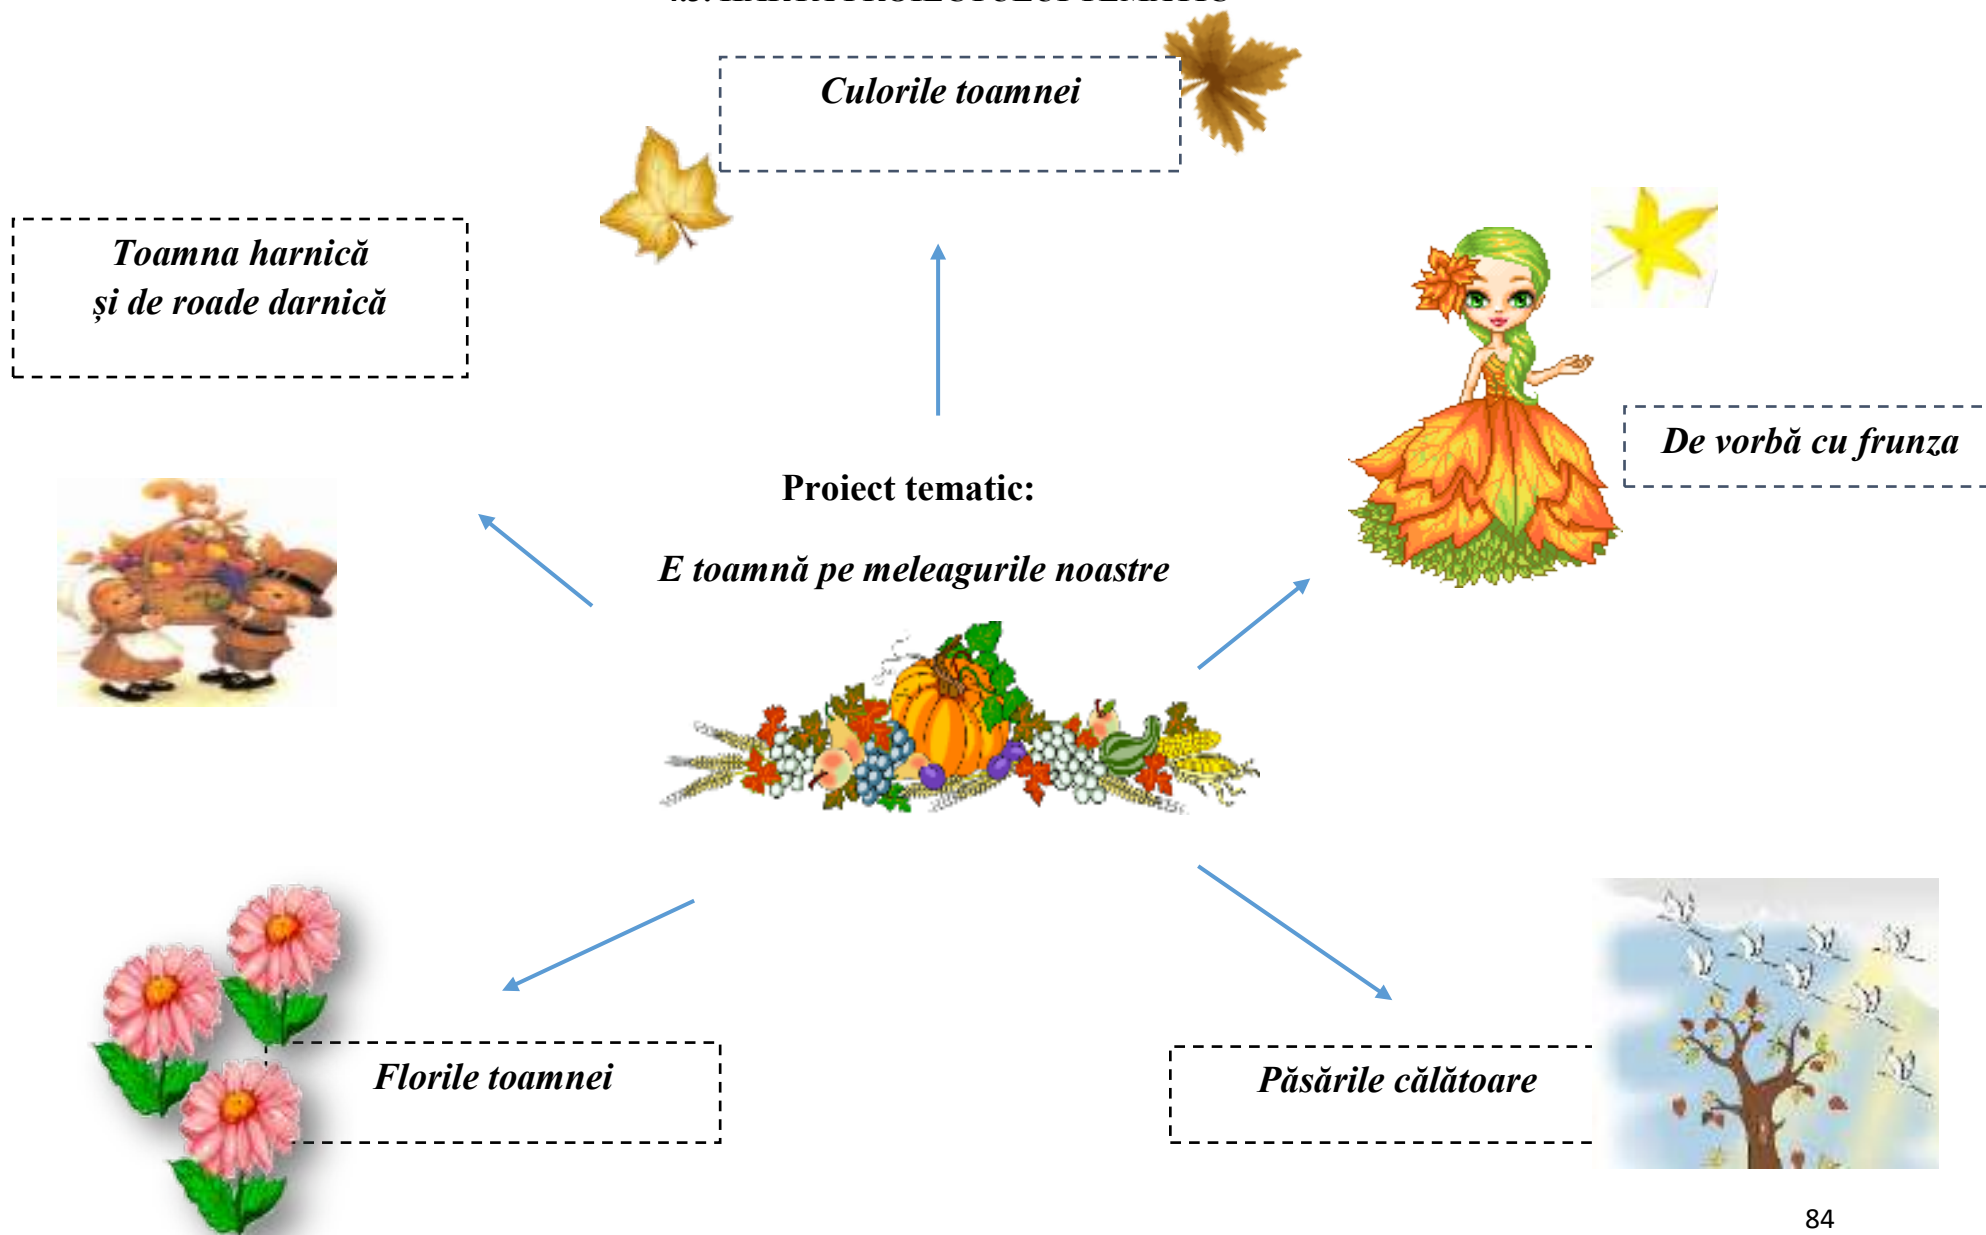 Culorile toamnei
Toamna harnică
și de roade darnică
De vorbă cu frunza
Proiect tematic:
E toamnă pe meleagurile noastre
Florile toamnei
Păsările călătoare
84